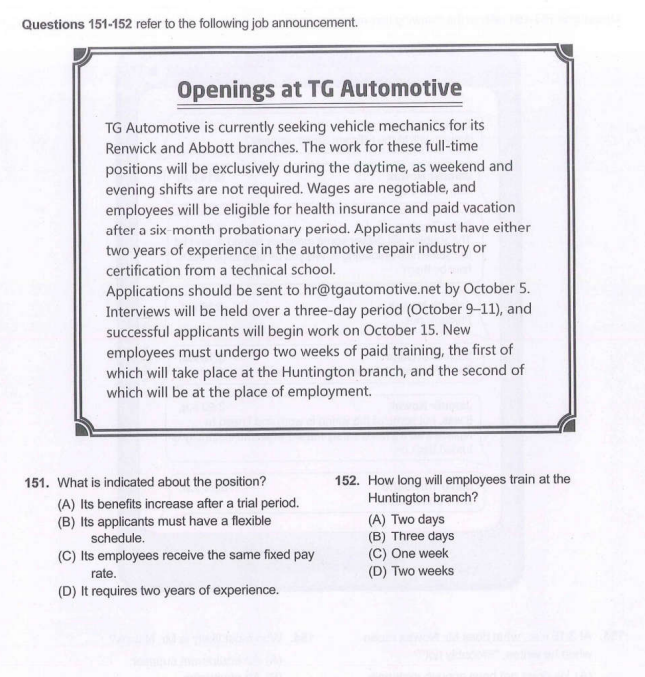 Questions 151-152 refer to the following job announcement.
Openings at TG Automotive
TG Automotive is currently seeking vehicle mechanics for its
Renwick and Abbott branches. The work for these full-time
positions will be exclusively during the daytime, as weekend and
evening shifts are not required. Wages are negotiable, and
employees will be eligible for health insurance and paid vacation
after a six-month probationary period. Applicants must have either
two years of experience in the automotive repair industry or
certification from a technical school.
Applications should be sent to hr@tgautomotive.net by October 5.
Interviews will be held over a three-day period (October 9–11), and
successful applicants will begin work on October 15. New
employees must undergo two weeks of paid training, the first of
which will take place at the Huntington branch, and the second of
which will be at the place of employment.
151. What is indicated about the position?
(A) Its benefits increase after a trial period.
(B) Its applicants must have a flexible
schedule.
(C) Its employees receive the same fixed pay
rate.
(D) It requires two years of experience.
152. How long will employees train at the
Huntington branch?
(A) Two days
(B) Three days
(C) One week
(D) Two weeks